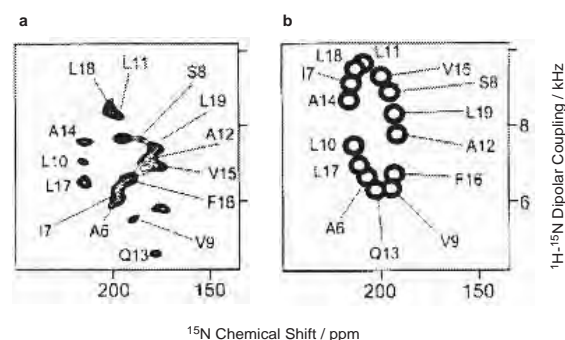 a
L18
L11
S8
L19
A14
A12
L10
V15
L17
F16
I7
A6
V9
Q13
200
150
b
L18
L11
I7
V15
S8
A14
L19
L10
A12
L17
F16
A6
Q13
V9
200
150
8
6
¹H-¹⁵N Dipolar Coupling / kHz
¹⁵N Chemical Shift / ppm